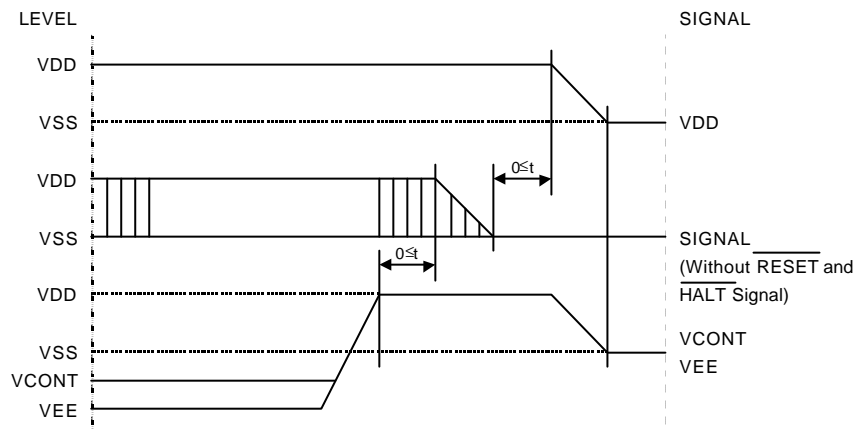 LEVEL
SIGNAL
VDD
VSS
VDD
VDD
0≤t
VSS
SIGNAL
(Without RESET and
HALT Signal)
0≤t
VDD
VSS
VCONT
VCONT
VEE
VEE